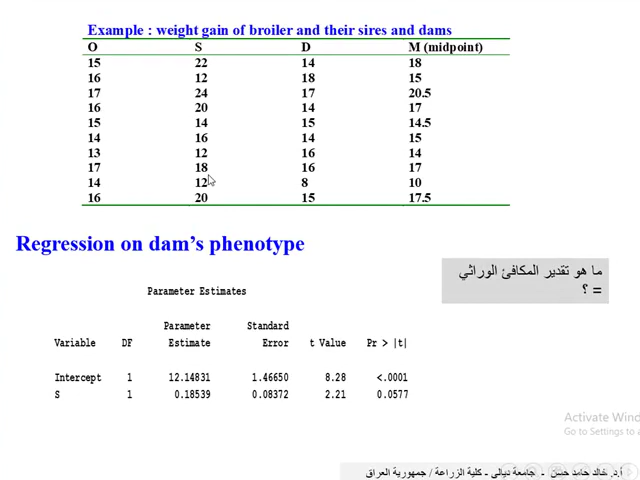 Example : weight gain of broiler and their sires and dams
O S D M (midpoint)
15 22 14 18
16 12 18 15
17 24 17 20.5
16 20 14 17
15 14 15 14.5
14 16 14 15
13 12 16 14
17 18 16 17
14 12 8 10
16 20 15 17.5
Regression on dam's phenotype
ما هو تقدير المكافئ الوراثي
= ؟
Parameter Estimates
Parameter Standard
Variable DF Estimate Error t Value Pr > |t|
Intercept 1 12.14831 1.46650 8.28 <.0001
S 1 0.18539 0.08372 2.21 0.0577
Activate Wind
Go to Settings to a
أ.د. خالد حامد حسن - جامعة ديالى - كلية الزراعة / جمهورية العراق